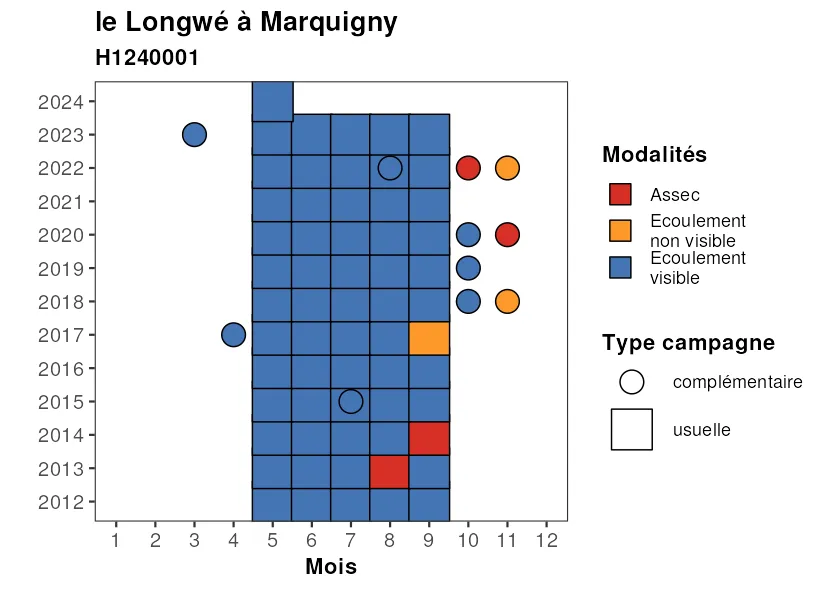 le Longwé à Marquigny
H1240001
2024
2023
2022
2021
2020
2019
2018
2017
2016
2015
2014
2013
2012
1 2 3 4 5 6 7 8 9 10 11 12
Mois
Modalités
Assec
Ecoulement
non visible
Ecoulement
visible
Type campagne
complémentaire
usuelle